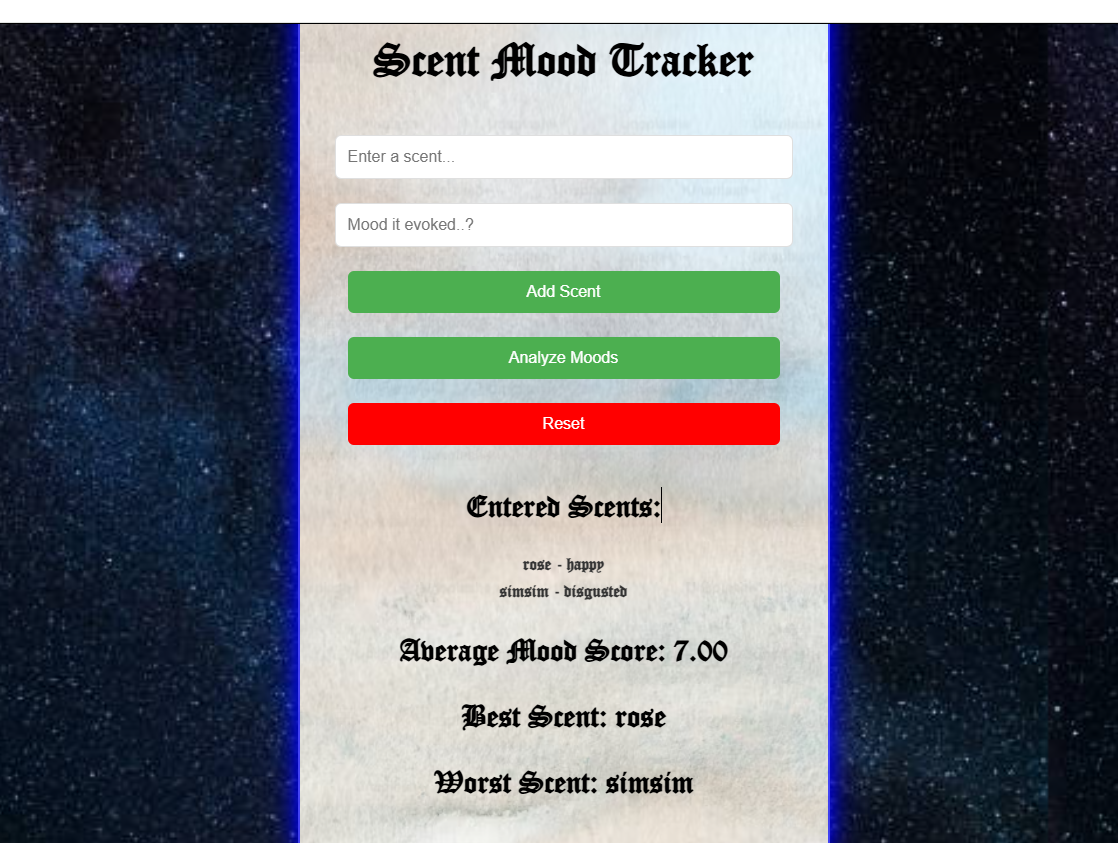 Scent Mood Tracker
Enter a scent...
Mood it evoked..?
Add Scent
Analyze Moods
Reset
Entered Scents:
rose - happy
simsim - disgusted
Average Mood Score: 7.00
Best Scent: rose
Worst Scent: simsim